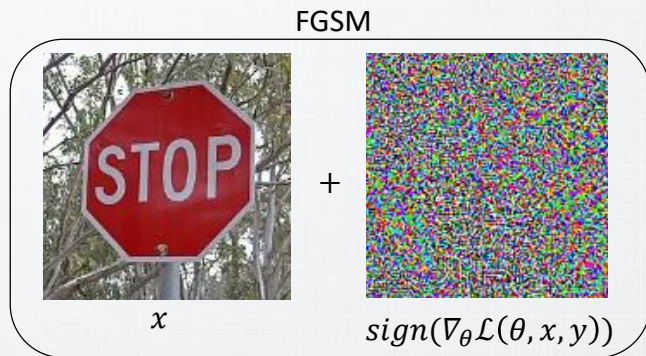 FGSM
STOP
+
x
sign(∇θℒ(θ, x, y))